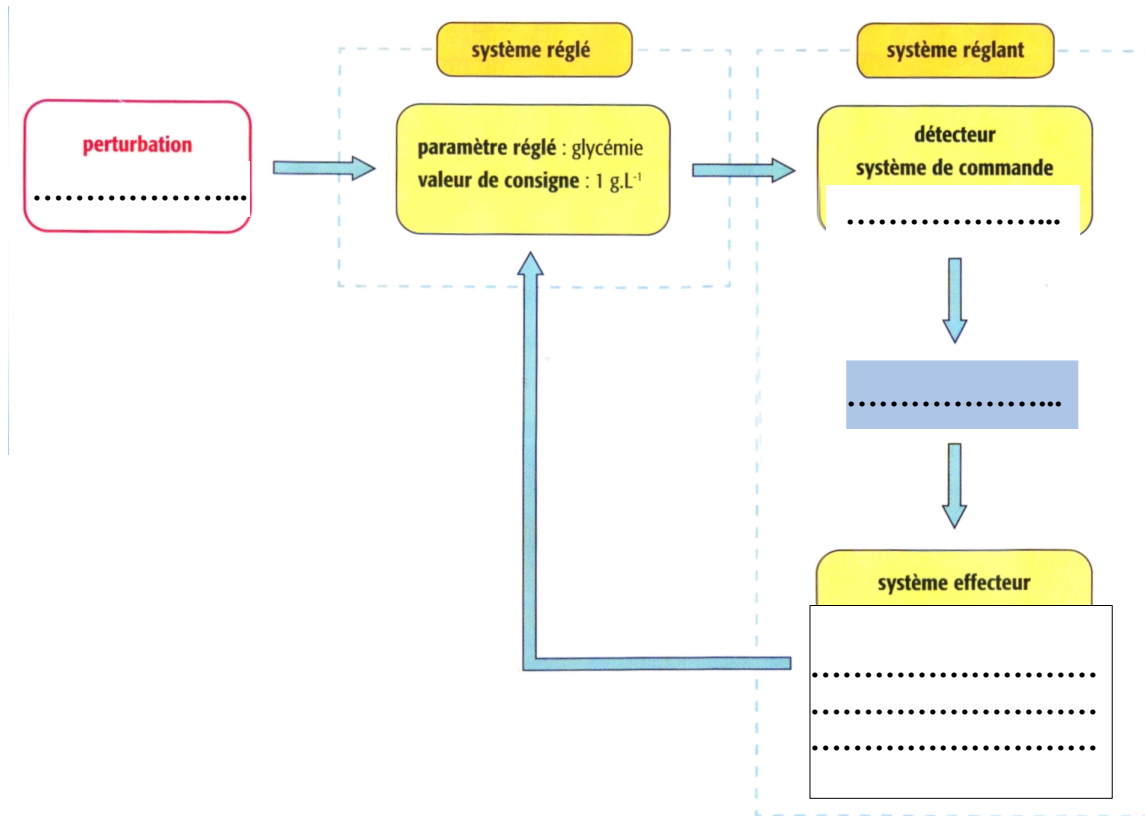 système réglé
système réglant
perturbation
.....................
paramètre réglé : glycémie
valeur de consigne : 1 g.L⁻¹
détecteur
système de commande
.....................
.....................
système effecteur
...........................
...........................
...........................